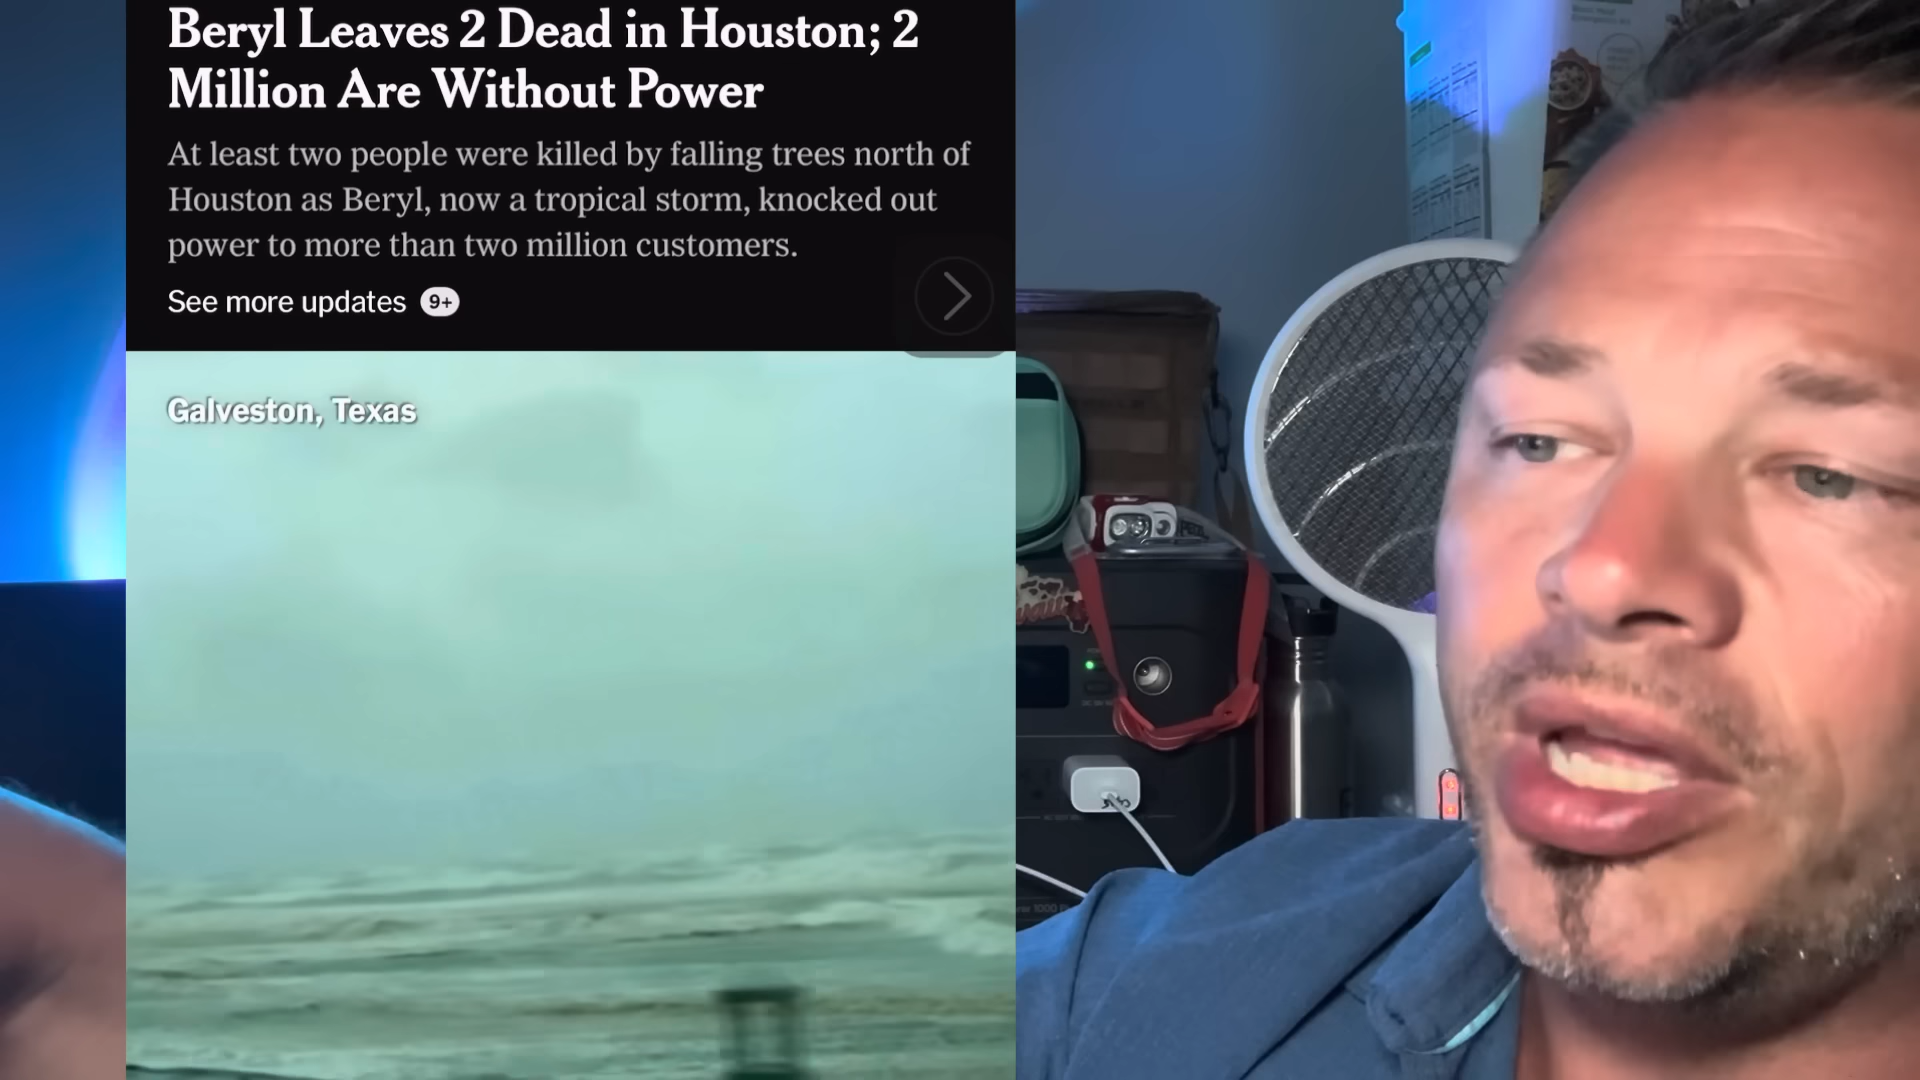 Beryl Leaves 2 Dead in Houston; 2
Million Are Without Power
At least two people were killed by falling trees north of
Houston as Beryl, now a tropical storm, knocked out
power to more than two million customers.
See more updates 9+
Galveston, Texas